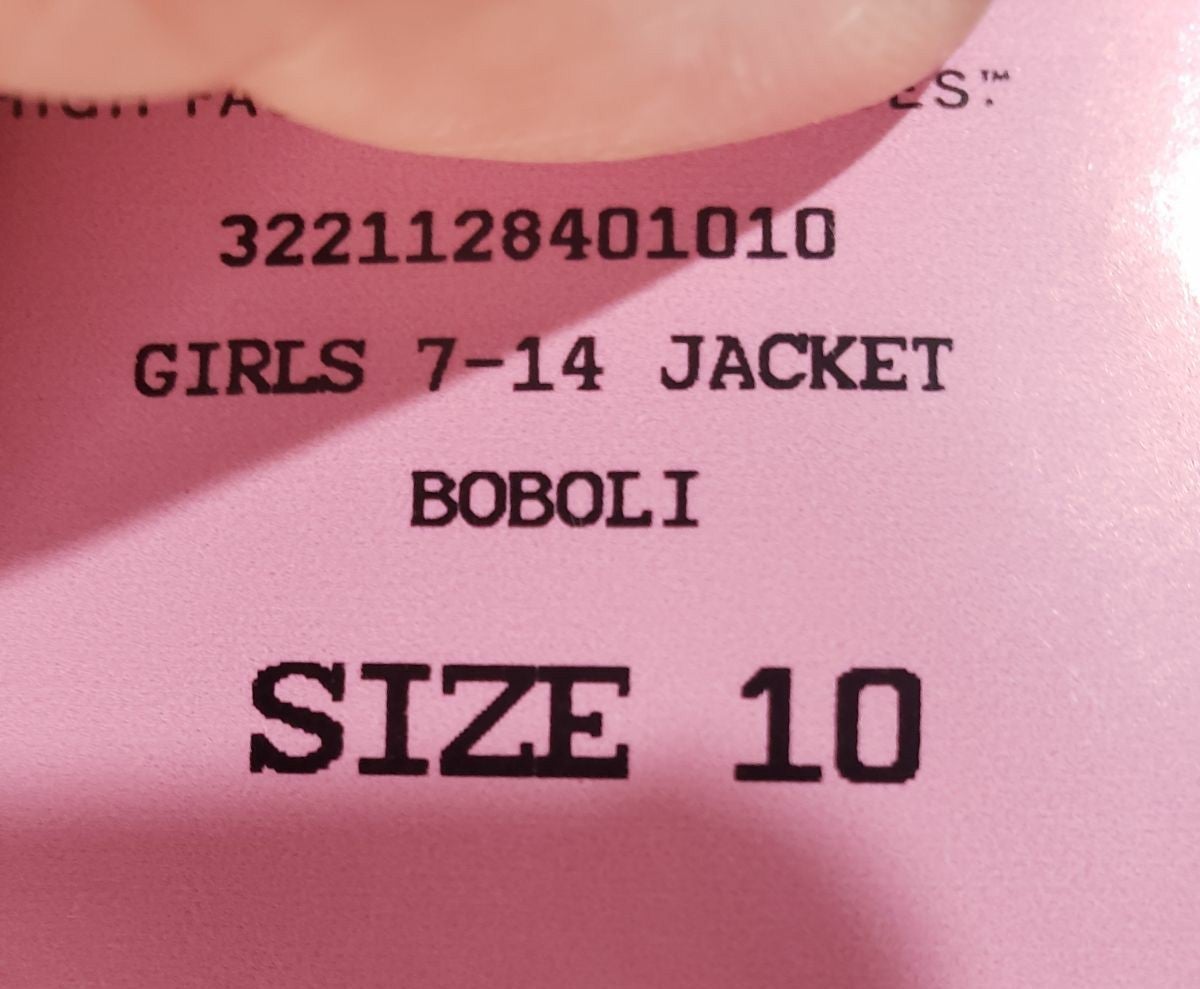 3221128401010
GIRLS 7-14 JACKET
BOBOLI
SIZE 10